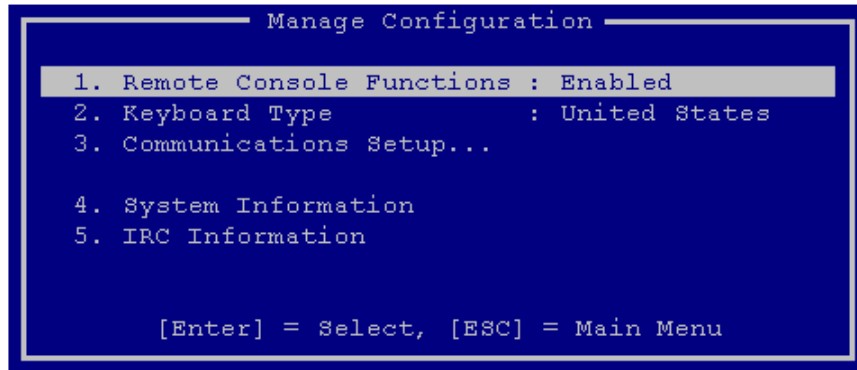 Manage Configuration
1. Remote Console Functions : Enabled
2. Keyboard Type : United States
3. Communications Setup...
4. System Information
5. IRC Information
[Enter] = Select, [ESC] = Main Menu